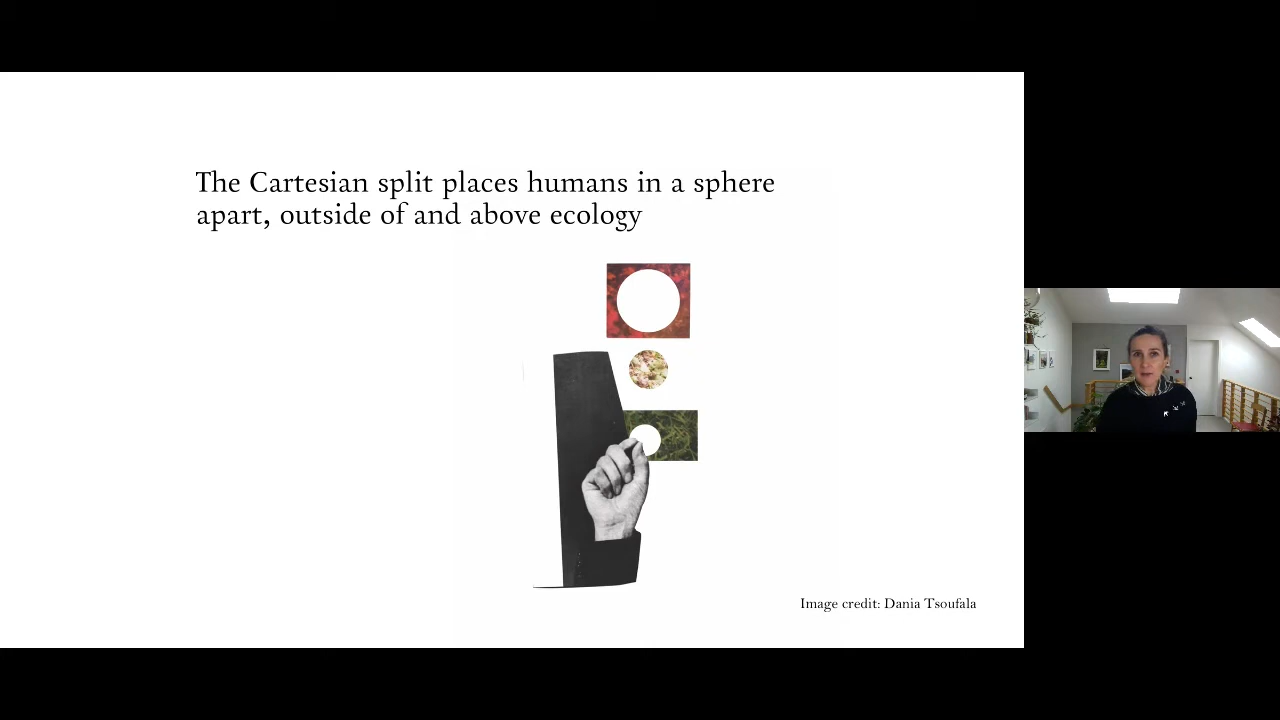 The Cartesian split places humans in a sphere
apart, outside of and above ecology
Image credit: Dania Tsoufala